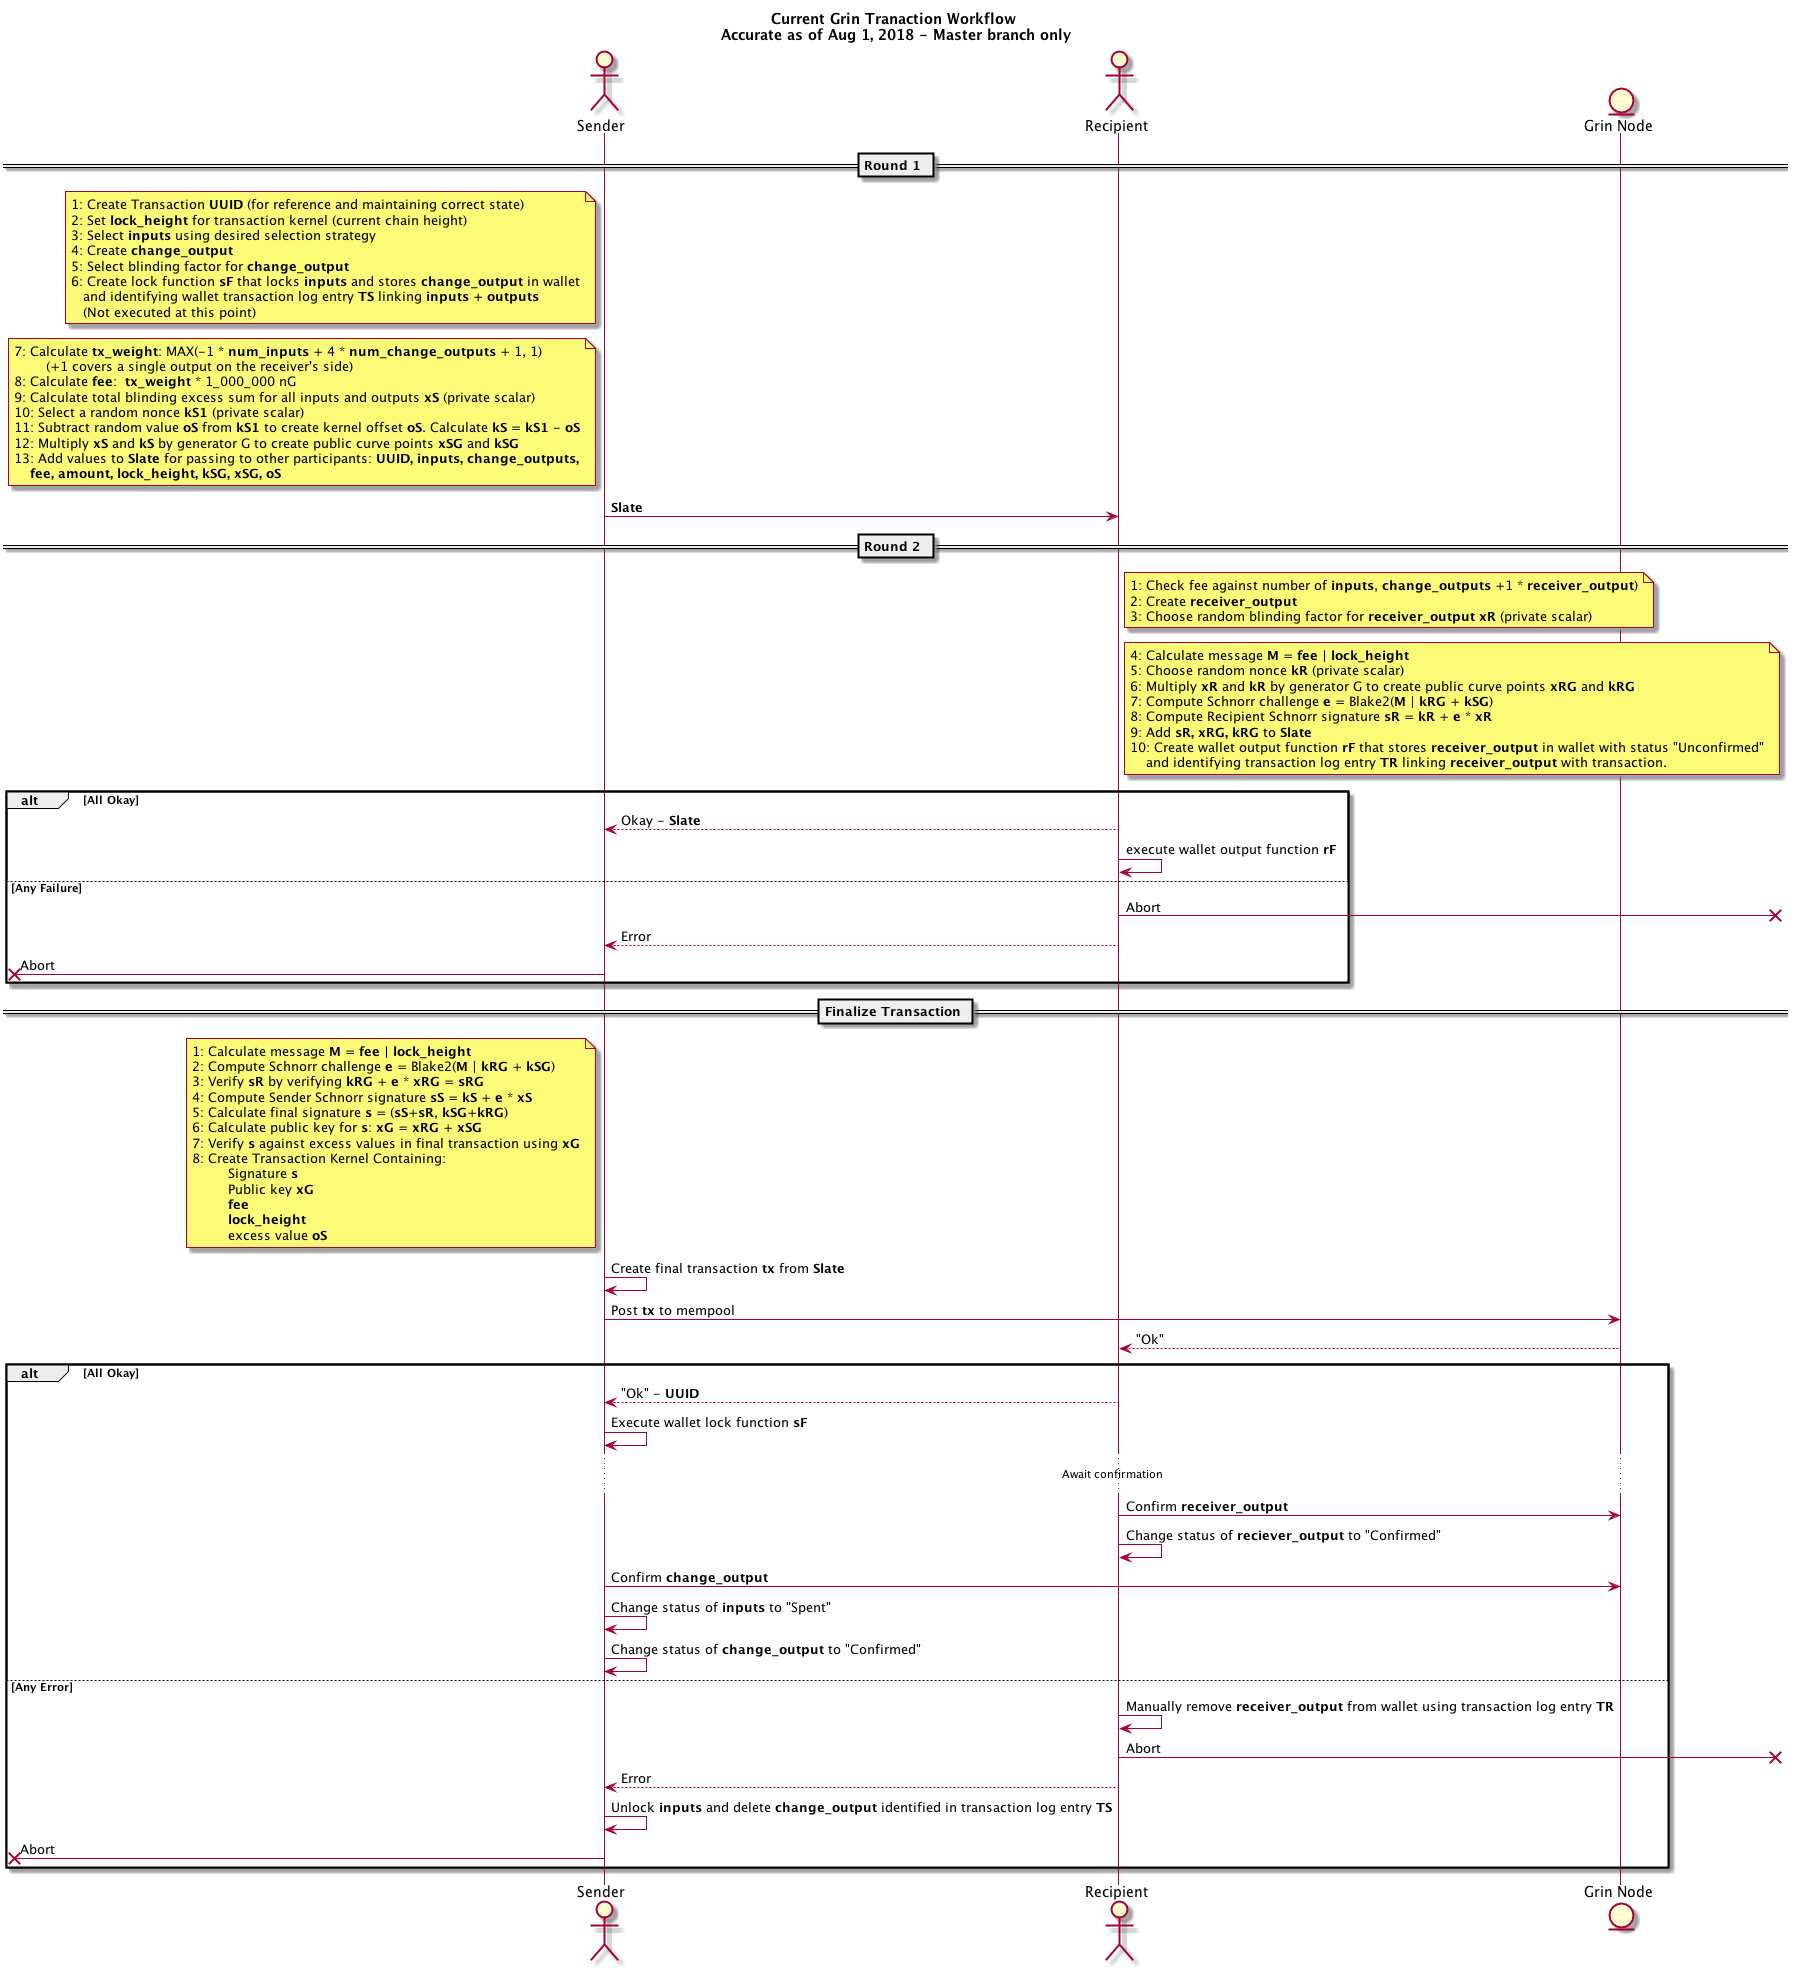 Current Grin Tranaction Workflow
Accurate as of Aug 1, 2018 - Master branch only
Sender
Recipient
Grin Node
Round 1
1: Create Transaction UUID (for reference and maintaining correct state)
2: Set lock_height for transaction kernel (current chain height)
3: Select inputs using desired selection strategy
4: Create change_output
5: Select blinding factor for change_output
6: Create lock function sF that locks inputs and stores change_output in wallet
and identifying wallet transaction log entry TS linking inputs + outputs
(Not executed at this point)
7: Calculate tx_weight: MAX(-1 * num_inputs + 4 * num_change_outputs + 1, 1)
(+1 covers a single output on the receiver's side)
8: Calculate fee:  tx_weight * 1_000_000 nG
9: Calculate total blinding excess sum for all inputs and outputs xS (private scalar)
10: Select a random nonce kS1 (private scalar)
11: Subtract random value oS from kS1 to create kernel offset oS. Calculate kS = kS1 - oS
12: Multiply xS and kS by generator G to create public curve points xSG and kSG
13: Add values to Slate for passing to other participants: UUID, inputs, change_outputs,
fee, amount, lock_height, kSG, xSG, oS
Slate
Round 2
1: Check fee against number of inputs, change_outputs +1 * receiver_output)
2: Create receiver_output
3: Choose random blinding factor for receiver_output xR (private scalar)
4: Calculate message M = fee | lock_height
5: Choose random nonce kR (private scalar)
6: Multiply xR and kR by generator G to create public curve points xRG and kRG
7: Compute Schnorr challenge e = Blake2(M | kRG + kSG)
8: Compute Recipient Schnorr signature sR = kR + e * xR
9: Add sR, xRG, kRG to Slate
10: Create wallet output function rF that stores receiver_output in wallet with status "Unconfirmed"
and identifying transaction log entry TR linking receiver_output with transaction.
alt [All Okay]
Okay - Slate
execute wallet output function rF
[Any Failure]
Abort
Error
Abort
Finalize Transaction
1: Calculate message M = fee | lock_height
2: Compute Schnorr challenge e = Blake2(M | kRG + kSG)
3: Verify sR by verifying kRG + e * xRG = sRG
4: Compute Sender Schnorr signature sS = kS + e * xS
5: Calculate final signature s = (sS+sR, kSG+kRG)
6: Calculate public key for s: xG = xRG + xSG
7: Verify s against excess values in final transaction using xG
8: Create Transaction Kernel Containing:
Signature s
Public key xG
fee
lock_height
excess value oS
Create final transaction tx from Slate
Post tx to mempool
"Ok"
alt [All Okay]
"Ok" - UUID
Execute wallet lock function sF
Await confirmation
Confirm receiver_output
Change status of reciever_output to "Confirmed"
Confirm change_output
Change status of inputs to "Spent"
Change status of change_output to "Confirmed"
[Any Error]
Manually remove receiver_output from wallet using transaction log entry TR
Abort
Error
Unlock inputs and delete change_output identified in transaction log entry TS
Abort
Sender
Recipient
Grin Node